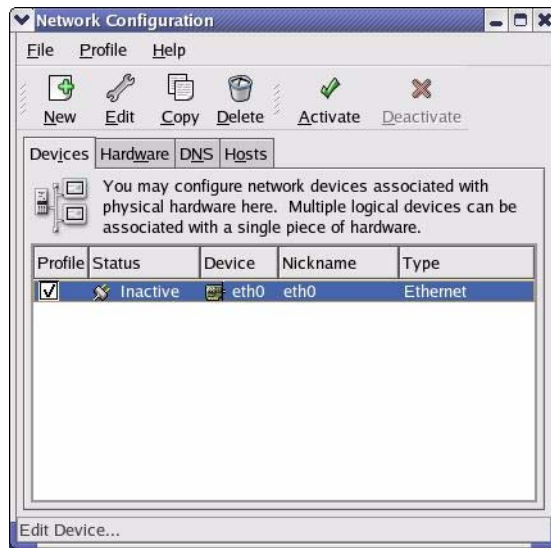 Network Configuration
File Profile Help
New Edit Copy Delete Activate Deactivate
Devices Hardware DNS Hosts
You may configure network devices associated with
physical hardware here. Multiple logical devices can be
associated with a single piece of hardware.
Profile Status Device Nickname Type
Inactive eth0 eth0 Ethernet
Edit Device...